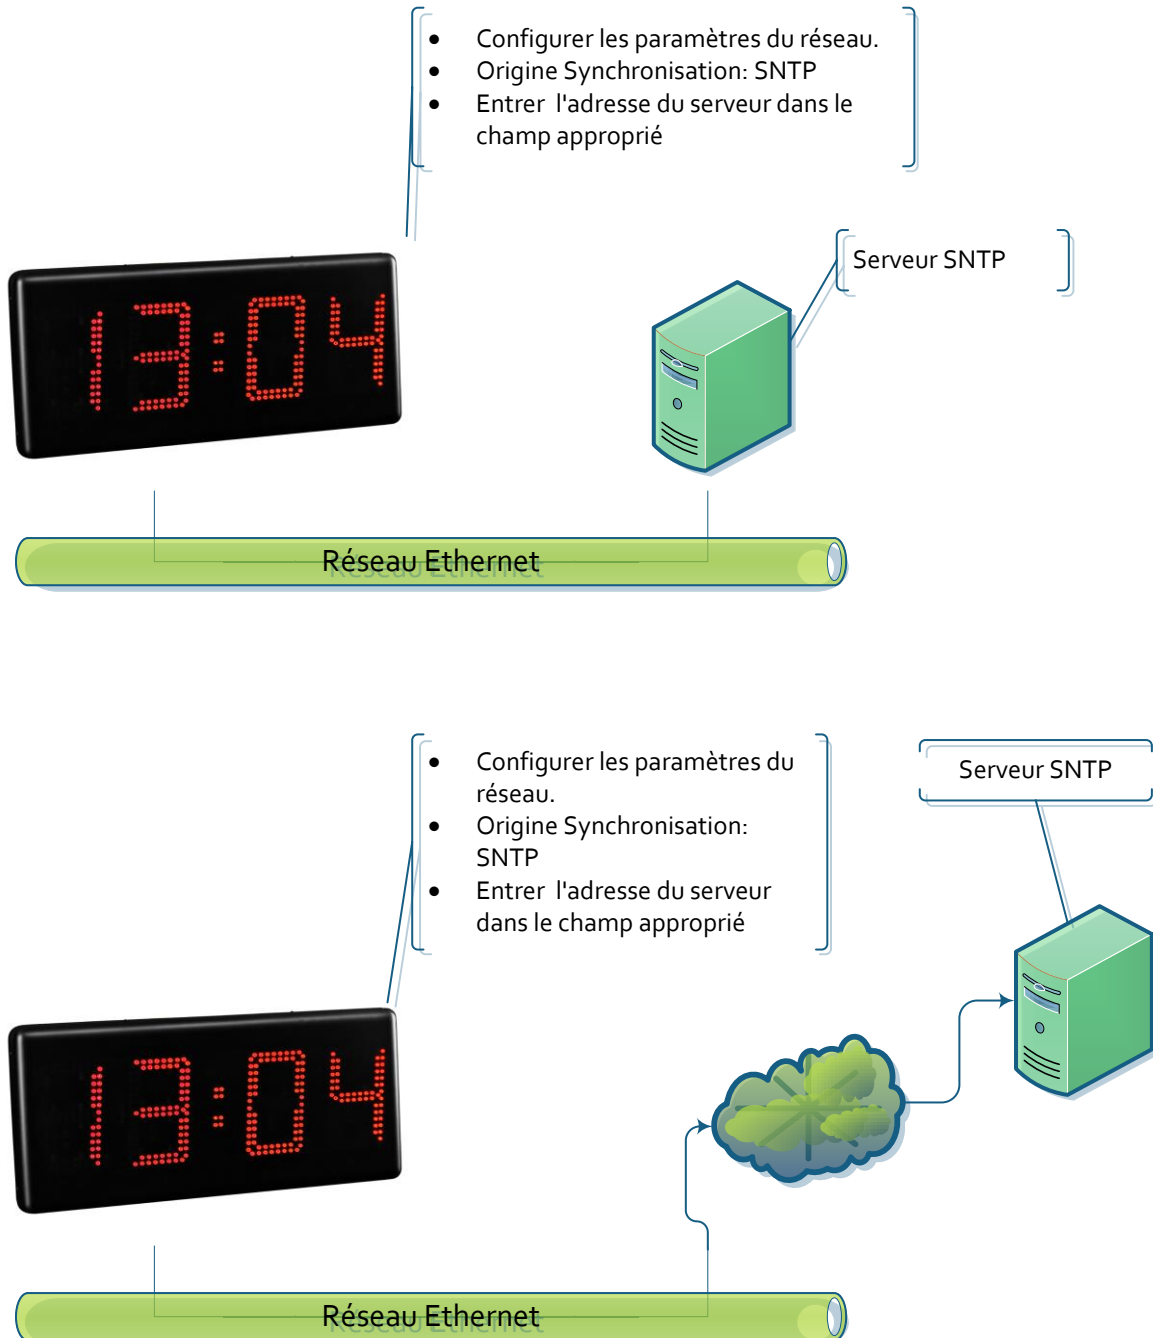 • Configurer les paramètres du réseau.
• Origine Synchronisation: SNTP
• Entrer  l'adresse du serveur dans le
champ approprié
Serveur SNTP
13:04
Réseau Ethernet
• Configurer les paramètres du
réseau.
• Origine Synchronisation:
SNTP
• Entrer  l'adresse du serveur
dans le champ approprié
Serveur SNTP
13:04
Réseau Ethernet